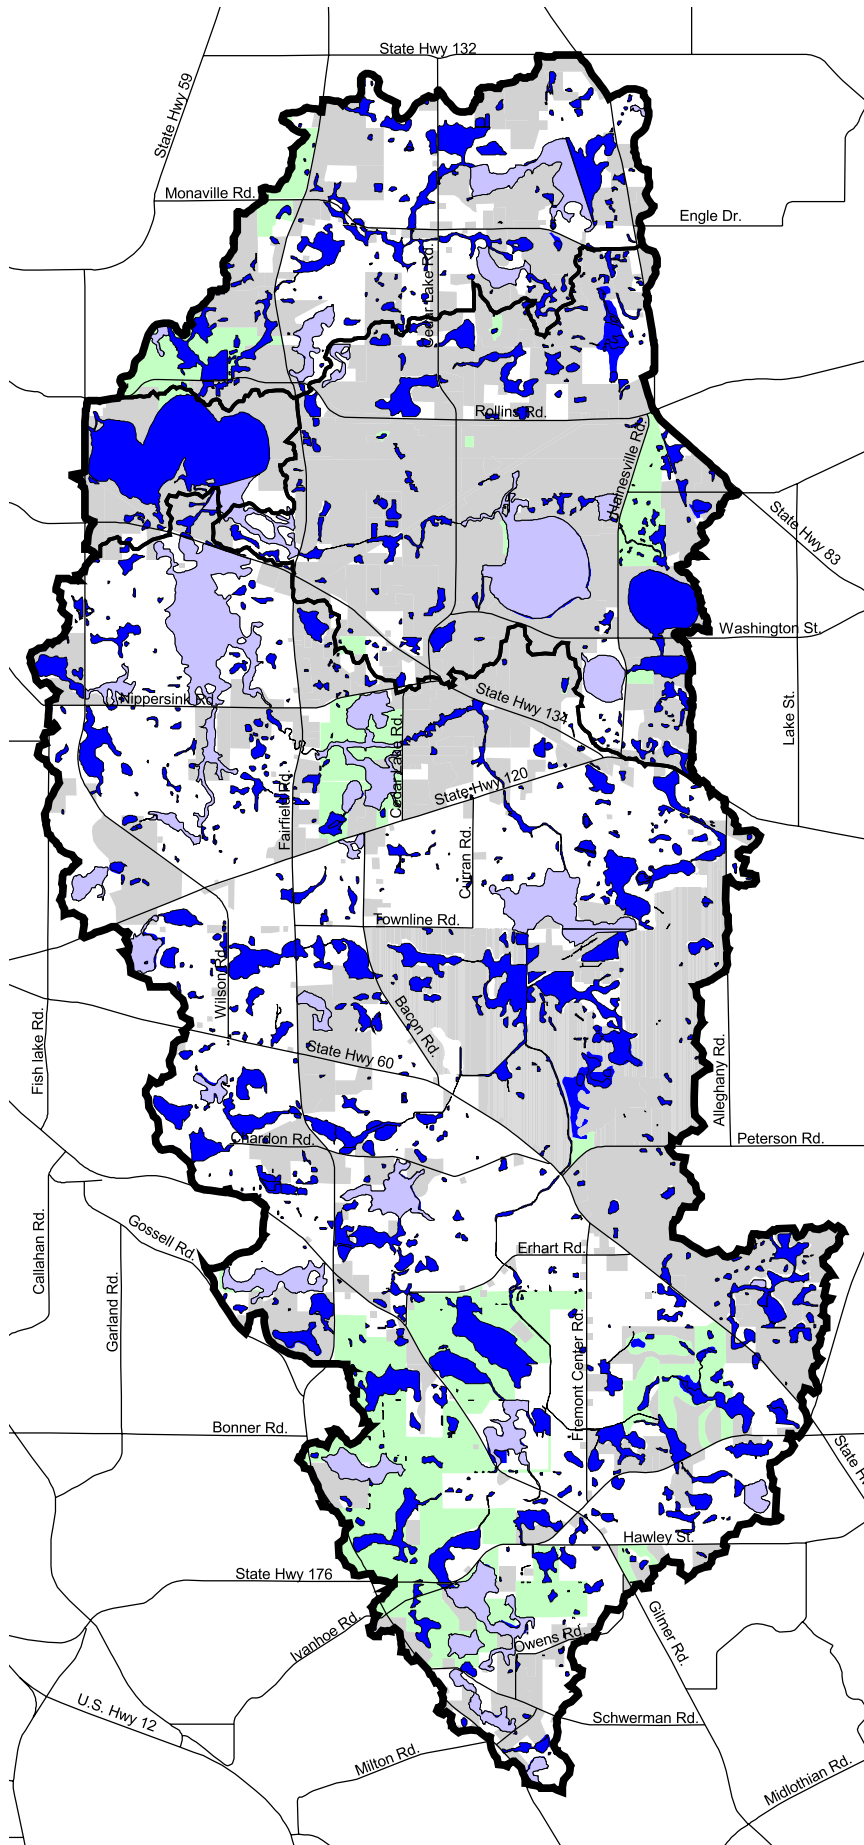 State Hwy 132
State Hwy 59
Monaville Rd.
Engle Dr.
Cedar Lake Rd.
Rollins Rd.
Hainesville Rd.
State Hwy 83
Washington St.
Nippersink Rd.
State Hwy 134
Lake St.
Cedar Lake Rd.
State Hwy 120
Fairfield Rd.
Curran Rd.
Townline Rd.
Wilson Rd.
Bacon Rd.
Fish lake Rd.
State Hwy 60
Alleghany Rd.
Chardon Rd.
Peterson Rd.
Callahan Rd.
Gossell Rd.
Erhart Rd.
Garland Rd.
Fremont Center Rd.
Bonner Rd.
State H
Hawley St.
State Hwy 176
Ivanhoe Rd.
Gilmer Rd.
Owens Rd.
U.S. Hwy 12
Schwerman Rd.
Milton Rd.
Midlothian Rd.